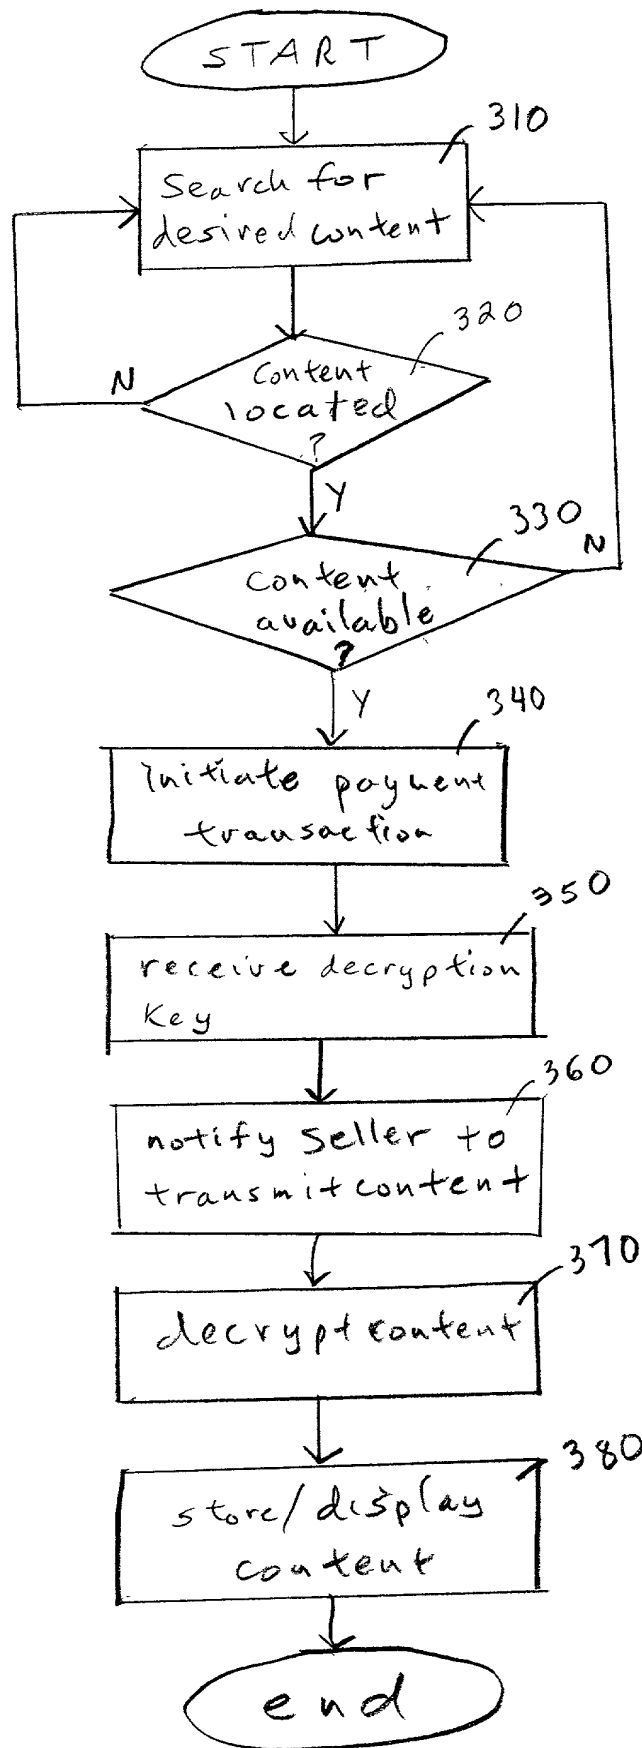 START
310
Search for
desired content
320
N
Content
located
?
Y
330
N
Content
available
?
Y
340
initiate payment
transaction
350
receive decryption
Key
360
notify Seller to
transmit content
370
decrypt content
380
store/display
content
end